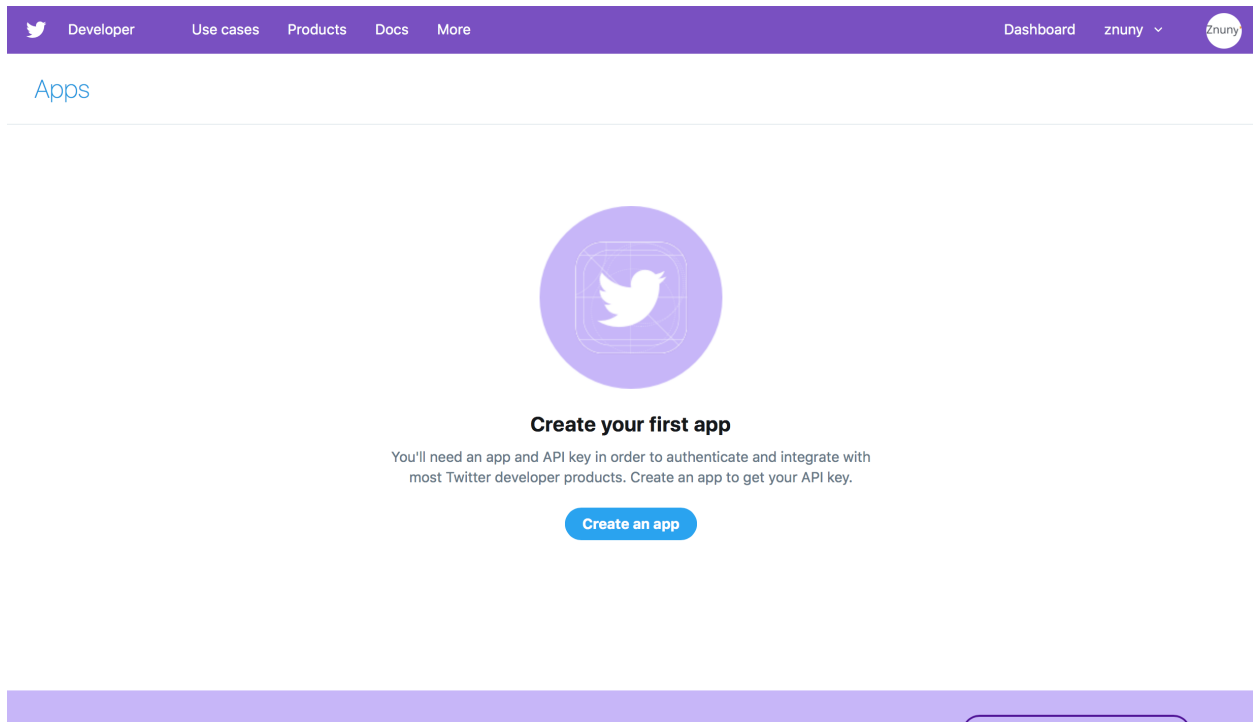 Developer Use cases Products Docs More Dashboard znuny Znuny
Apps
Create your first app
You'll need an app and API key in order to authenticate and integrate with
most Twitter developer products. Create an app to get your API key.
Create an app